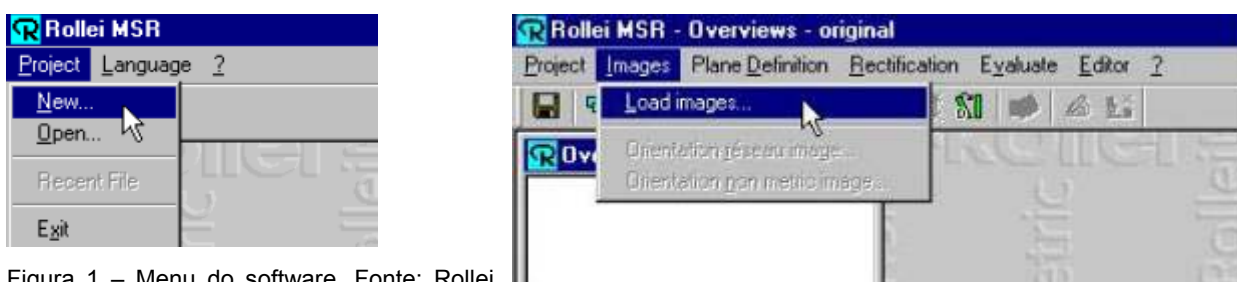 Rollei MSR
Project Language ?
New...
Open...
Recent File
Exit
Figura 1 – Menu do software. Fonte: Rollei
Rollei MSR - Overviews - original
Project Images Plane Definition Rectification Evaluate Editor ?
Load images...
Orientation réseau image...
Orientation non metric image...
Ove